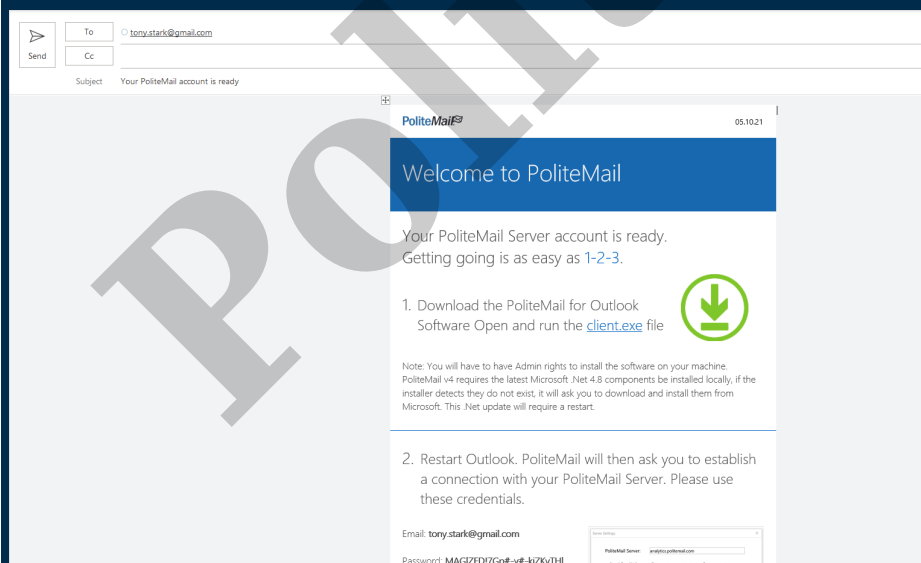 To
tony.stark@gmail.com
Send
Cc
Subject Your PoliteMail account is ready
PoliteMail
05.10.21
Welcome to PoliteMail
Your PoliteMail Server account is ready.
Getting going is as easy as 1-2-3.
1. Download the PoliteMail for Outlook
Software Open and run the client.exe file
Note: You will have to have Admin rights to install the software on your machine.
PoliteMail v4 requires the latest Microsoft .Net 4.8 components be installed locally, if the
installer detects they do not exist, it will ask you to download and install them from
Microsoft. This .Net update will require a restart.
2. Restart Outlook. PoliteMail will then ask you to establish
a connection with your PoliteMail Server. Please use
these credentials.
Email: tony.stark@gmail.com
Server Settings
PoliteMail Server: analytics.politemail.com
Password: